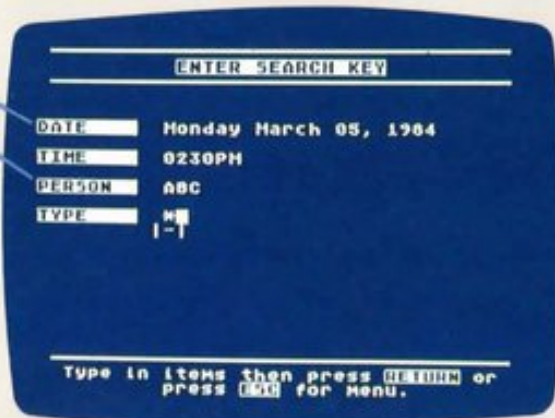 ENTER SEARCH KEY
DATE Monday March 05, 1984
TIME 0230PM
PERSON ABC
TYPE M
Type in items then press RETURN or
press ESC for Menu.